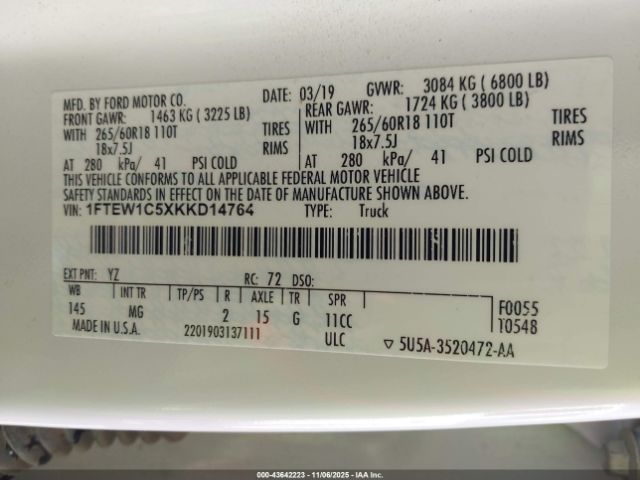 MFD. BY FORD MOTOR CO.
DATE: 03/19 GVWR: 3084 KG ( 6800 LB)
FRONT GAWR: 1463 KG ( 3225 LB) REAR GAWR: 1724 KG ( 3800 LB)
WITH 265/60R18 110T TIRES WITH 265/60R18 110T TIRES
18x7.5J RIMS 18x7.5J RIMS
AT 280 kPa/ 41 PSI COLD AT 280 kPa/ 41 PSI COLD
THIS VEHICLE CONFORMS TO ALL APPLICABLE FEDERAL MOTOR VEHICLE
SAFETY STANDARDS IN EFFECT ON THE DATE OF MANUFACTURE SHOWN ABOVE.
VIN: 1FTEW1C5XKKD14764 TYPE: Truck
EXT PNT: YZ RC: 72 DSO:
WB INT TR TP/PS R AXLE TR SPR F0055
145 MG 2 15 G 11CC T0548
MADE IN U.S.A. 2201903137111 ULC ▽ 5U5A-3520472-AA
000-43642223 - 11/06/2025 - IAA Inc.